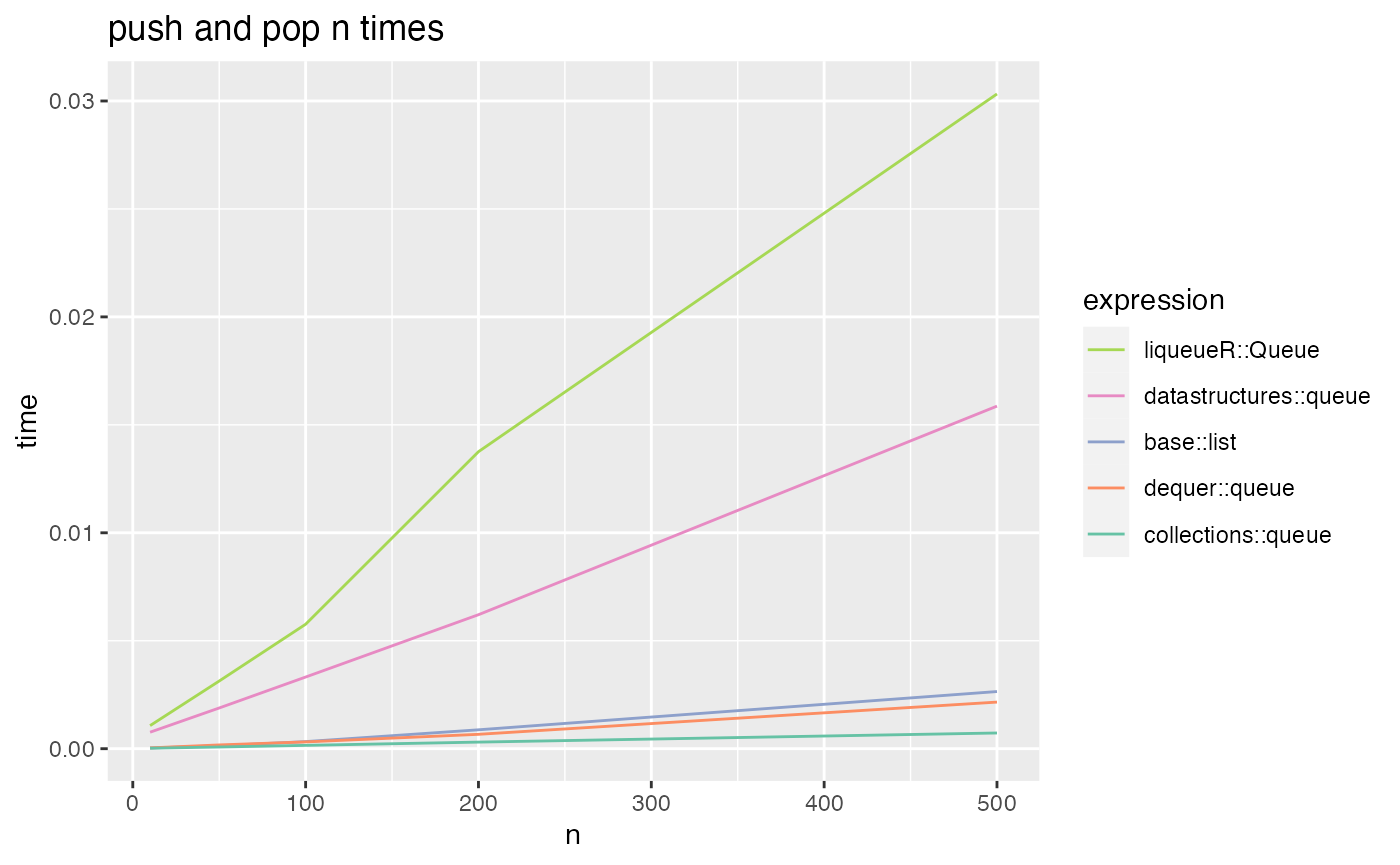 push and pop n times
0.03
0.02
0.01
0.00
time
0 100 200 300 400 500
n
expression
liqueueR::Queue
datastructures::queue
base::list
dequer::queue
collections::queue